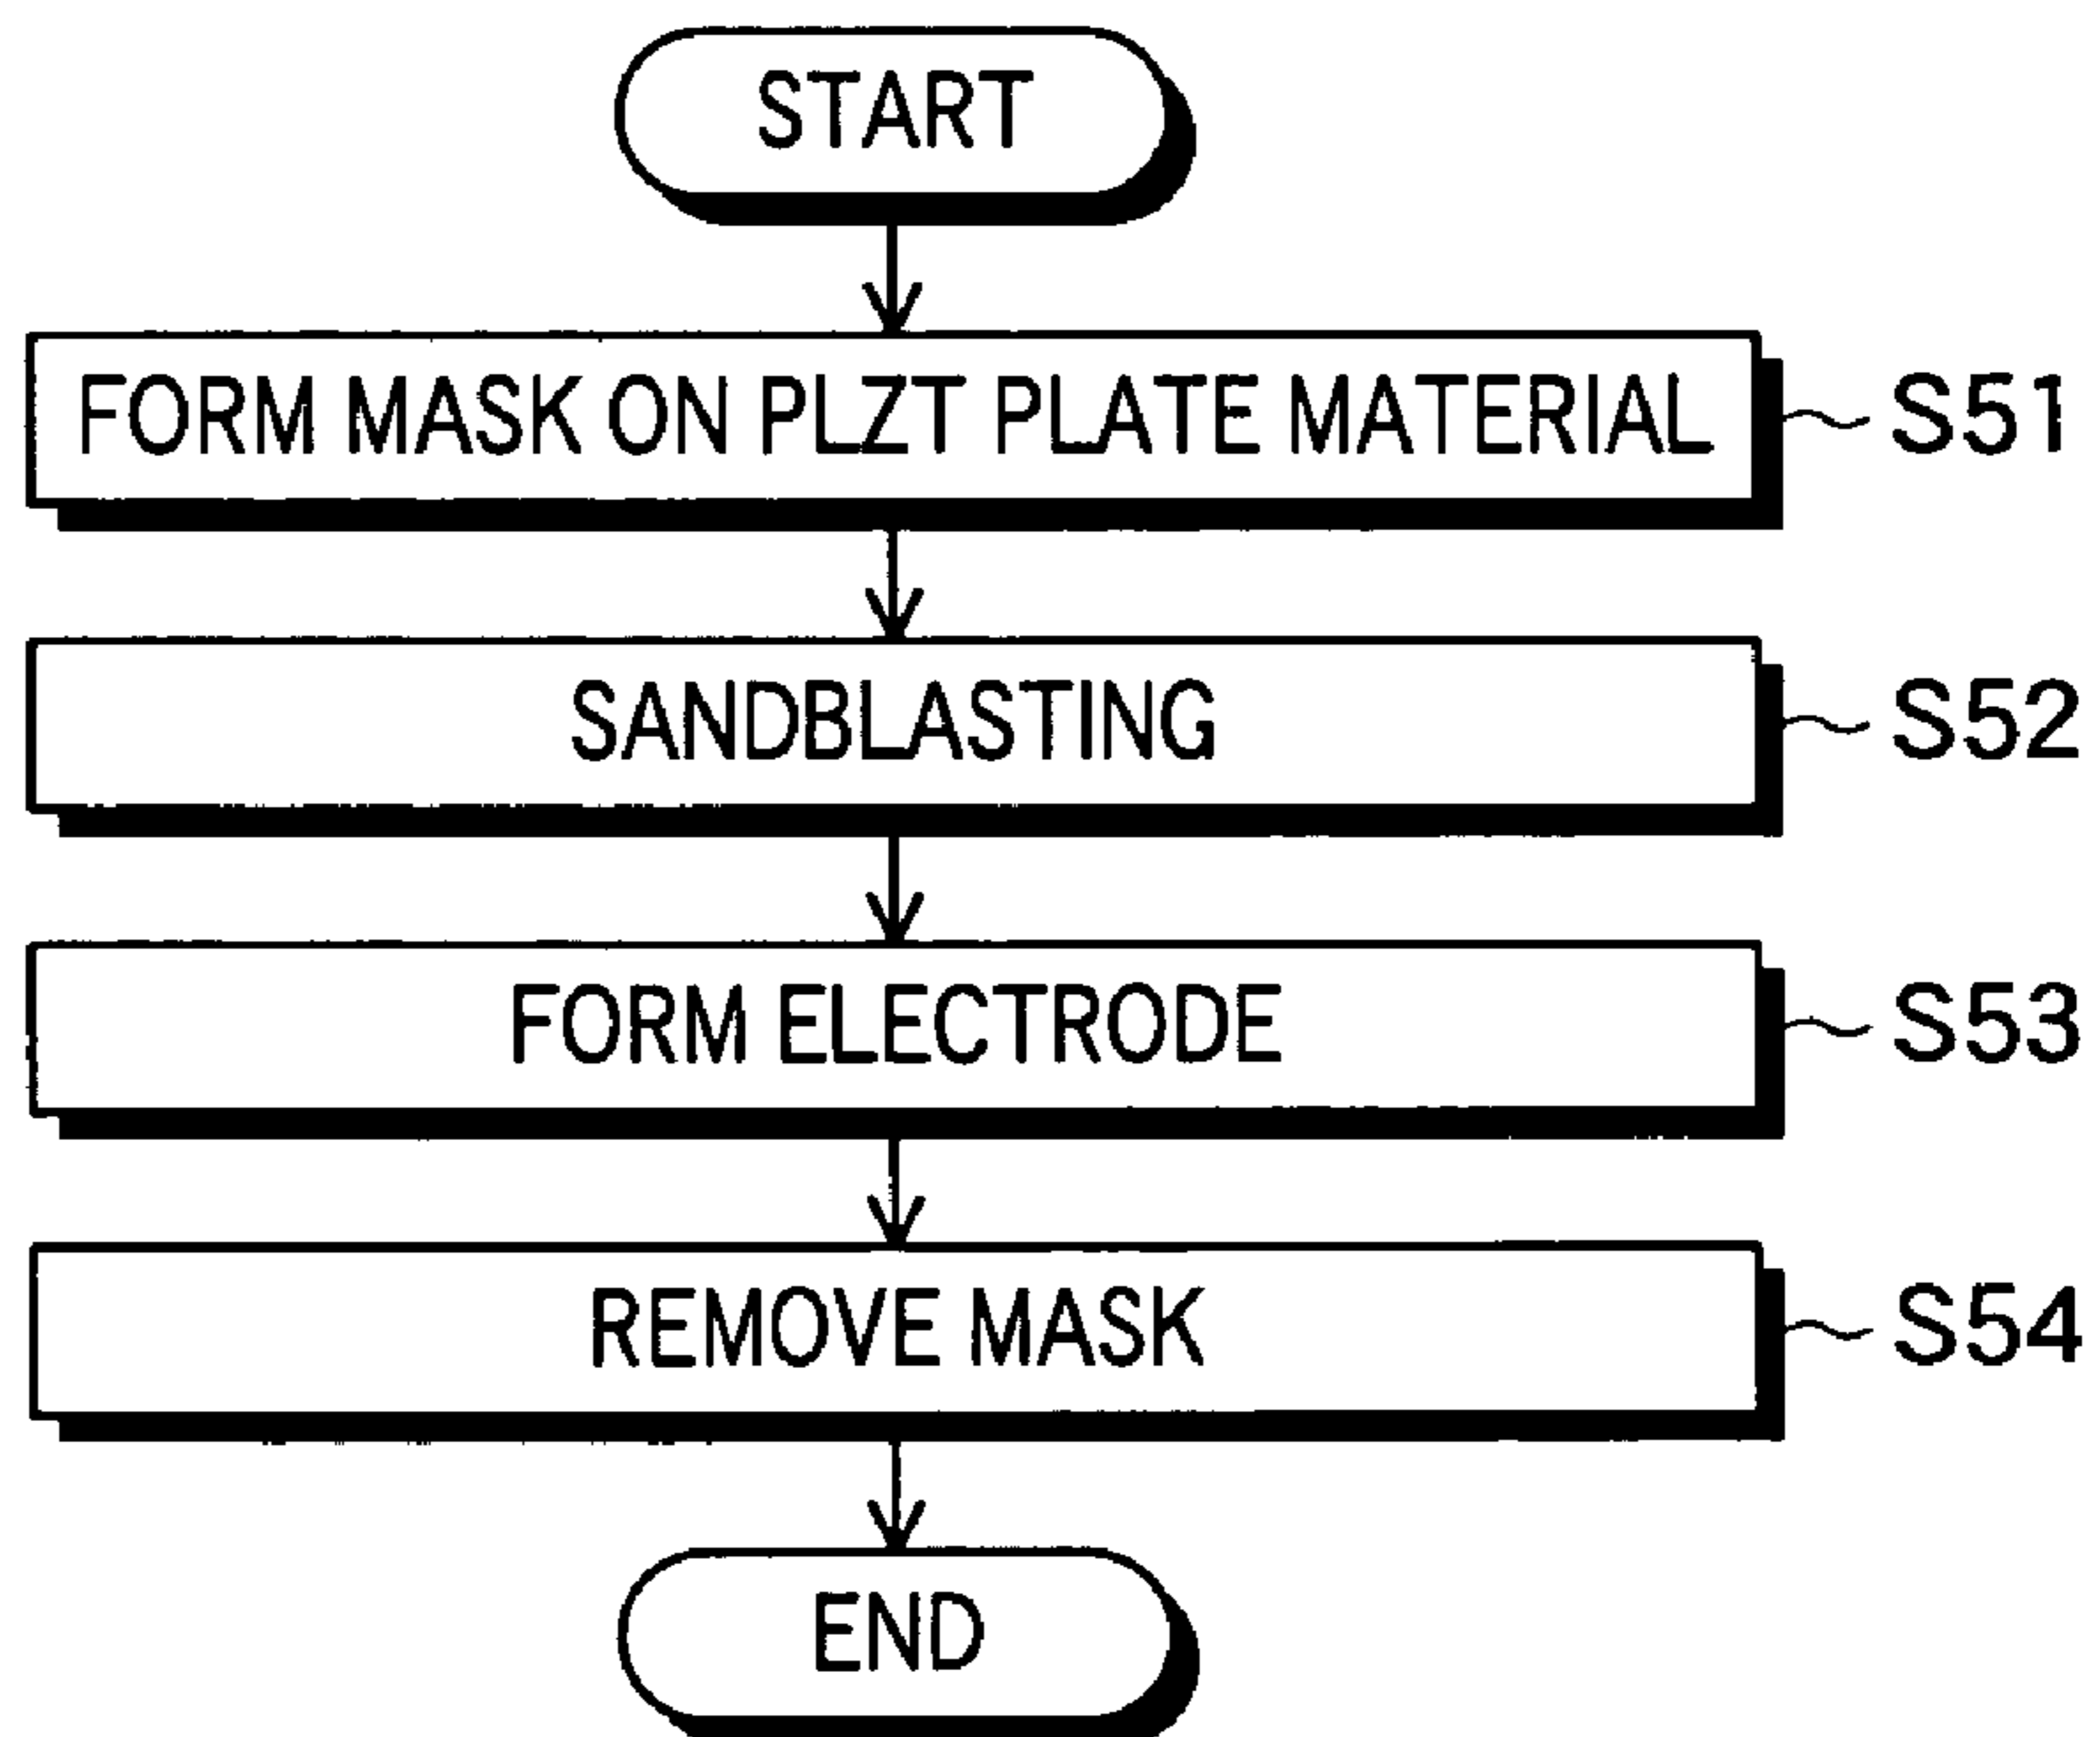 START
FORM MASK ON PLZT PLATE MATERIAL S51
SANDBLASTING S52
FORM ELECTRODE S53
REMOVE MASK S54
END